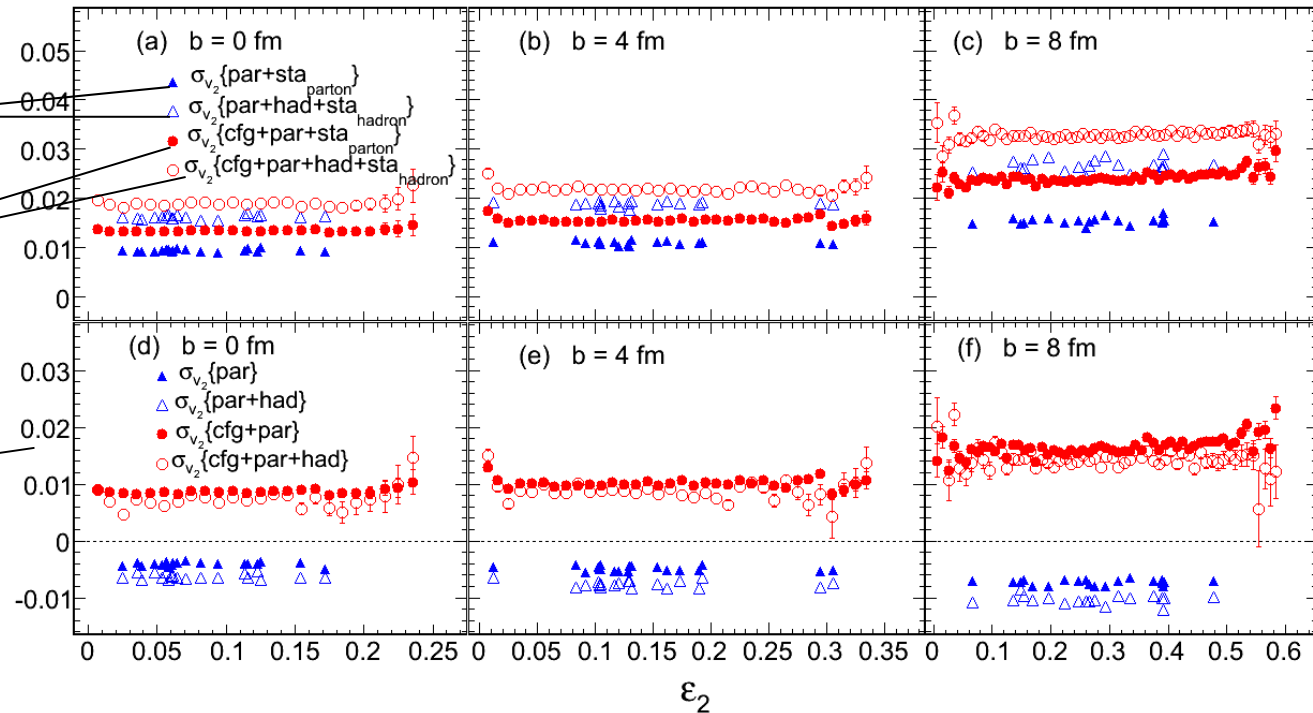 (a) b = 0 fm
(b) b = 4 fm
(c) b = 8 fm
σv2{par+staparton}
σv2{par+had+stahadron}
σv2{cfg+par+staparton}
σv2{cfg+par+had+stahadron}
0.05
0.04
0.03
0.02
0.01
0
(d) b = 0 fm
(e) b = 4 fm
(f) b = 8 fm
σv2{par}
σv2{par+had}
σv2{cfg+par}
σv2{cfg+par+had}
0.03
0.02
0.01
0
-0.01
0 0.05 0.1 0.15 0.2 0.25
0 0.05 0.1 0.15 0.2 0.25 0.3 0.35
0 0.1 0.2 0.3 0.4 0.5 0.6
ε2